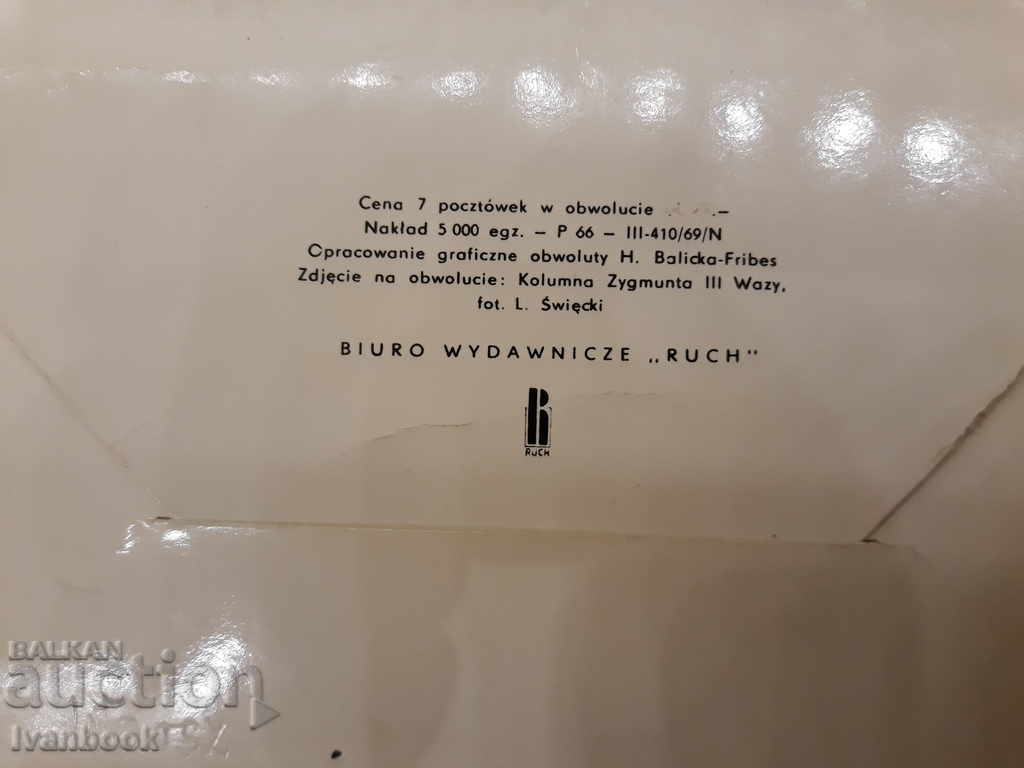 Cena 7 pocztówek w obwolucie .–
Nakład 5 000 egz. – P 66 – III-410/69/N
Opracowanie graficzne obwoluty H. Balicka-Fribes
Zdjęcie na obwolucie: Kolumna Zygmunta III Wazy,
fot. L. Święcki
BIURO WYDAWNICZE „RUCH"
RUCH
BALKAN
auction
Ivanbook